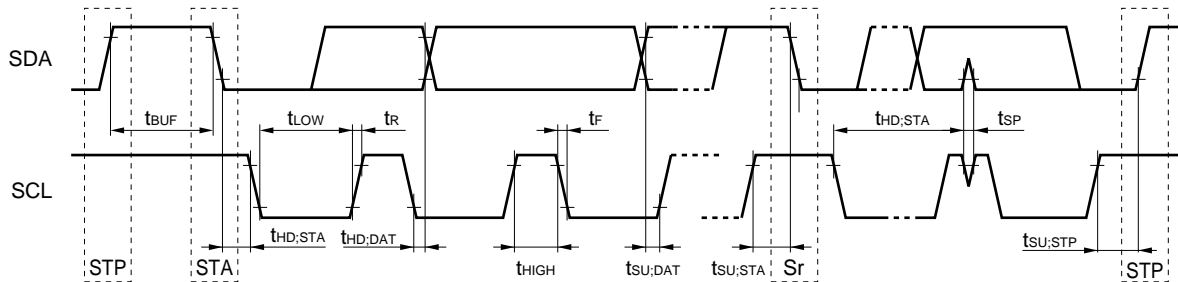 SDA
tBUF
tLOW
tR
tF
tHD;STA
tSP
SCL
tHD;STA
tHD;DAT
tHIGH
tSU;DAT
tSU;STA
tSU;STP
STP
STA
Sr
STP